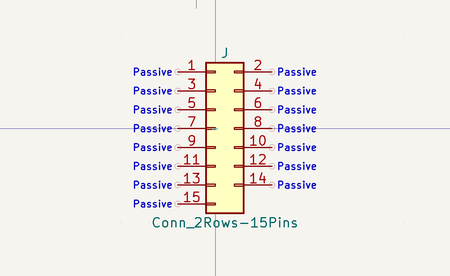 J
Passive 1 2 Passive
Passive 3 4 Passive
Passive 5 6 Passive
Passive 7 8 Passive
Passive 9 10 Passive
Passive 11 12 Passive
Passive 13 14 Passive
Passive 15
Conn_2Rows-15Pins